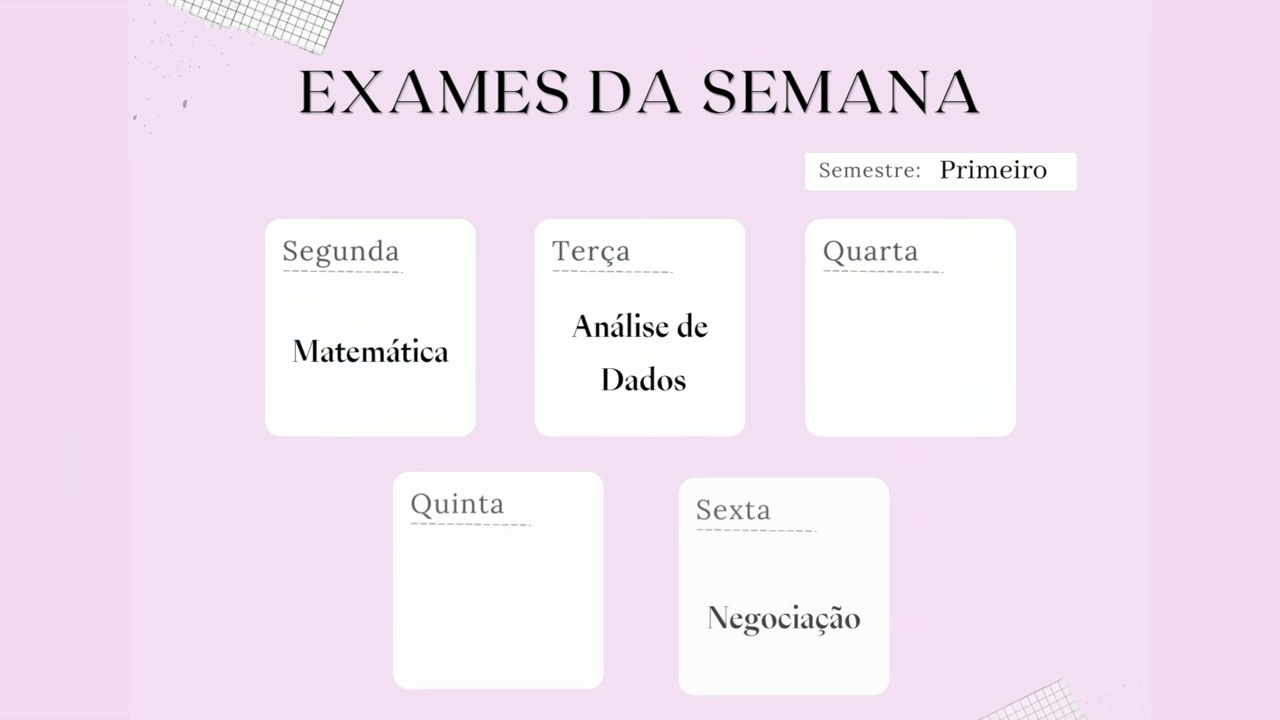 EXAMES DA SEMANA
Semestre: Primeiro
Segunda
Matemática
Terça
Análise de
Dados
Quarta
Quinta
Sexta
Negociação